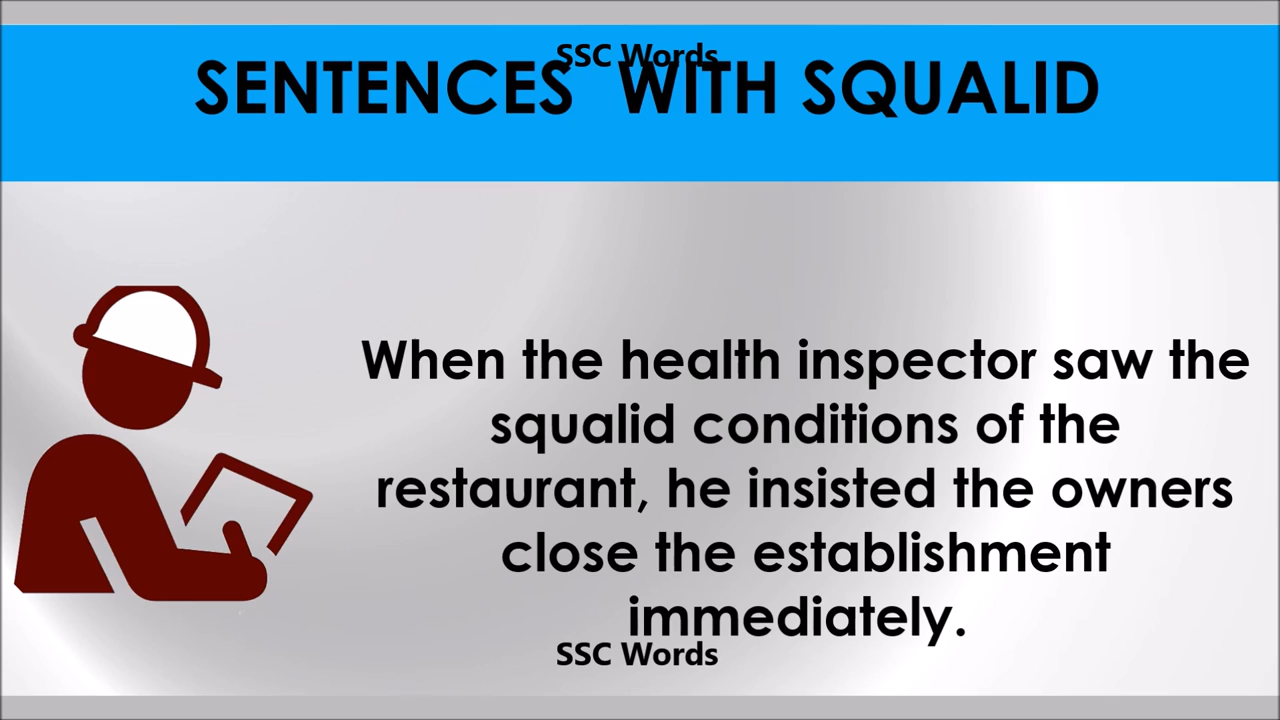 SSC Words
SENTENCES WITH SQUALID
When the health inspector saw the
squalid conditions of the
restaurant, he insisted the owners
close the establishment
immediately.
SSC Words